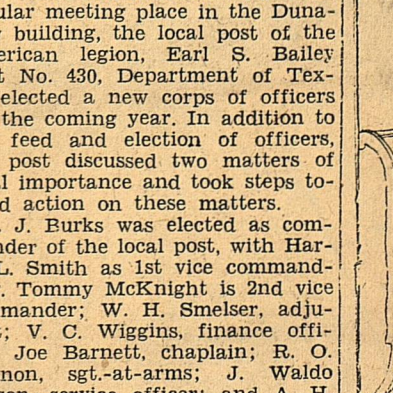 ular meeting place in the Duna-
building, the local post of the
erican legion, Earl S. Bailey
t No. 430, Department of Tex-
elected a new corps of officers
the coming year. In addition to
feed and election of officers,
post discussed two matters of
l importance and took steps to-
d action on these matters.
. J. Burks was elected as com-
nder of the local post, with Har-
L. Smith as 1st vice command-
. Tommy McKnight is 2nd vice
mander; W. H. Smelser, adju-
; V. C. Wiggins, finance offi-
Joe Barnett, chaplain; R. O.
non, sgt.-at-arms; J. Waldo
service officer; and A. H.